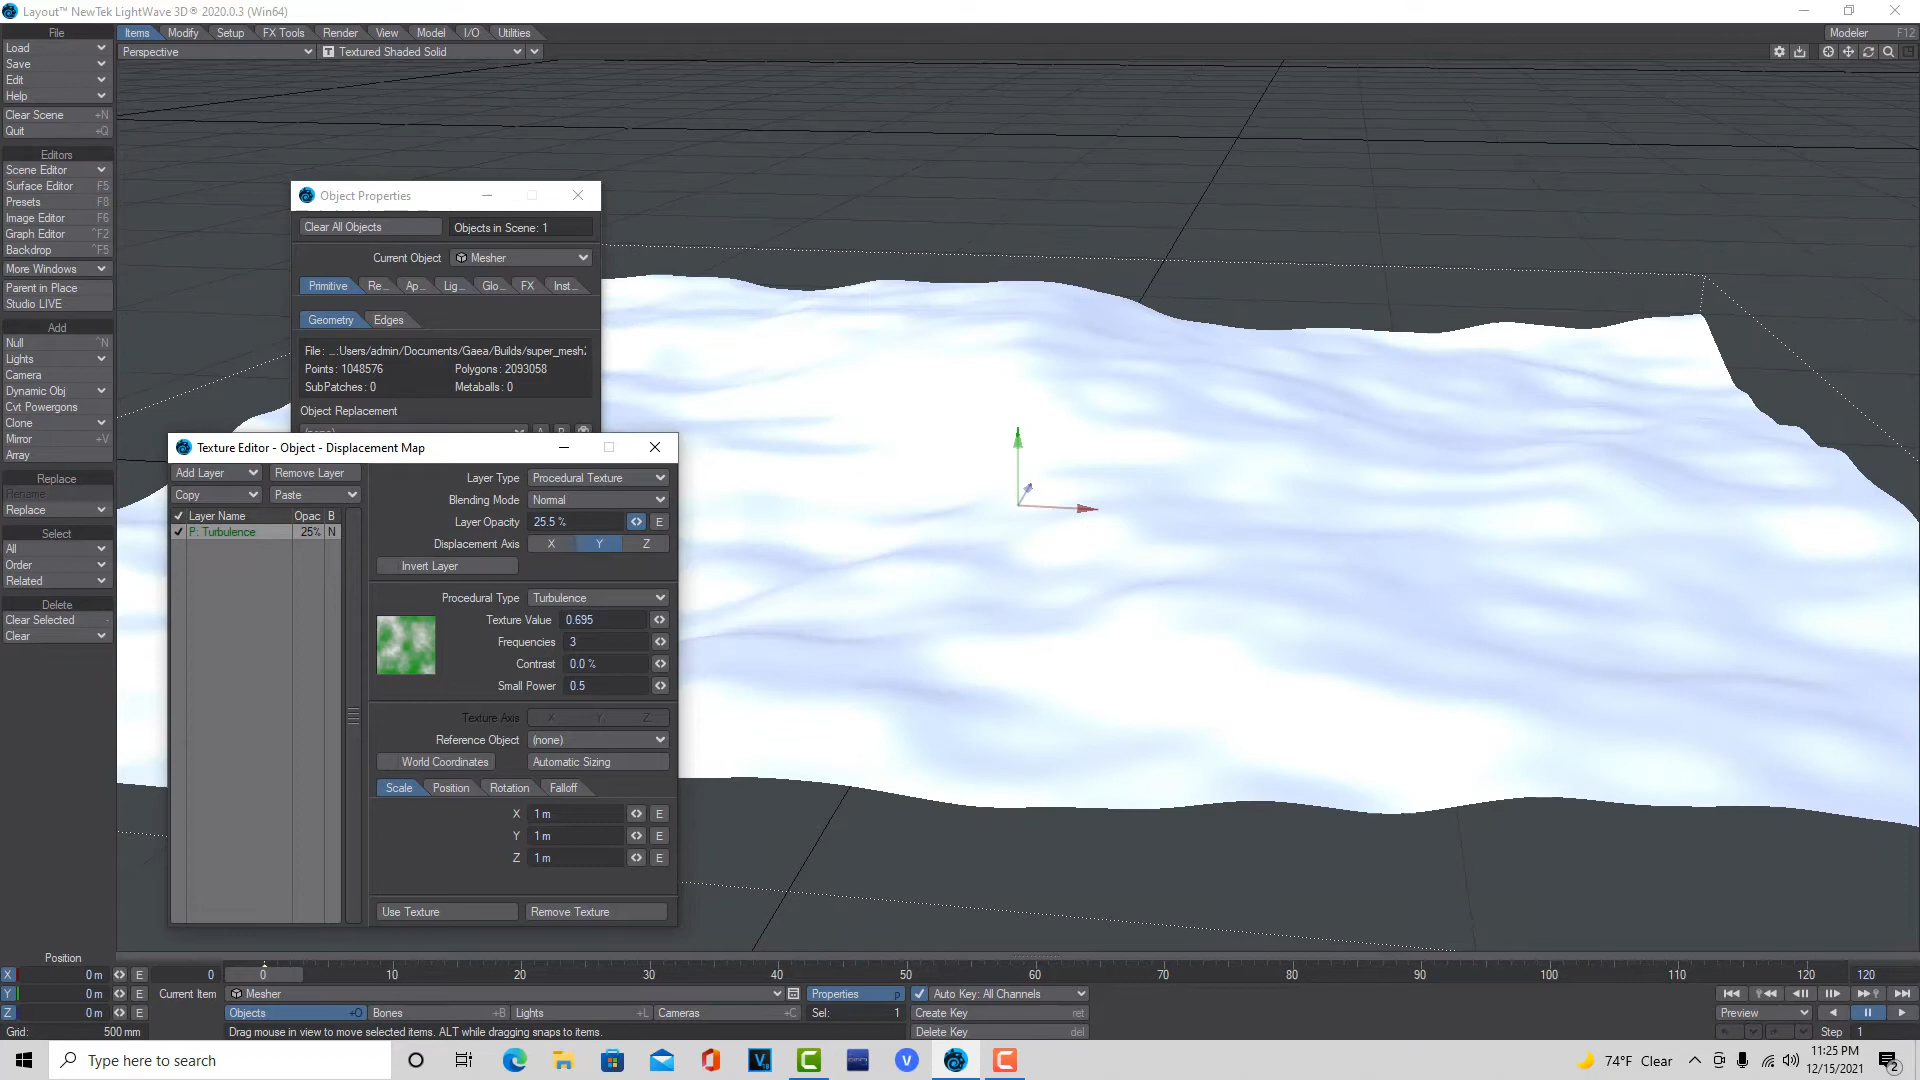 Layout™ NewTek LightWave 3D® 2020.0.3 (Win64)
File
Items Modify Setup FX Tools Render View Model I/O Utilities
Modeler F12
Load
Perspective
Textured Shaded Solid
Save
Edit
Help
Clear Scene +N
Quit +Q
Editors
Scene Editor
Surface Editor F5
Presets F8
Image Editor F6
Graph Editor ^F2
Backdrop ^F5
More Windows
Parent in Place
Studio LIVE
Add
Null ^N
Lights
Camera
Dynamic Obj
Cvt Powergons
Clone
Mirror +V
Array
Replace
Rename
Replace
Select
All
Order
Related
Delete
Clear Selected -
Clear
Object Properties
Clear All Objects
Objects in Scene: 1
Current Object Mesher
Primitive Re... Ap... Lig... Glo... FX Inst...
Geometry Edges
File: ...:Users/admin/Documents/Gaea/Builds/super_mesh2
Points: 1048576 Polygons: 2093058
SubPatches: 0 Metaballs: 0
Object Replacement
Texture Editor - Object - Displacement Map
Add Layer Remove Layer
Copy Paste
Layer Name Opac B
P: Turbulence 25% N
Layer Type Procedural Texture
Blending Mode Normal
Layer Opacity 25.5 % E
Displacement Axis X Y Z
Invert Layer
Procedural Type Turbulence
Texture Value 0.695
Frequencies 3
Contrast 0.0 %
Small Power 0.5
Texture Axis X Y Z
Reference Object (none)
World Coordinates Automatic Sizing
Scale Position Rotation Falloff
X 1 m E
Y 1 m E
Z 1 m E
Use Texture Remove Texture
Position
X 0 m E 0 0 10 20 30 40 50 60 70 80 90 100 110 120 120
Y 0 m E Current Item Mesher Properties p Auto Key: All Channels
Z 0 m E Objects +O Bones +B Lights +L Cameras +C Sel: 1 Create Key ret Preview
Grid: 500 mm Drag mouse in view to move selected items. ALT while dragging snaps to items. Delete Key del Step 1
Type here to search
74°F Clear
11:25 PM
12/15/2021
2